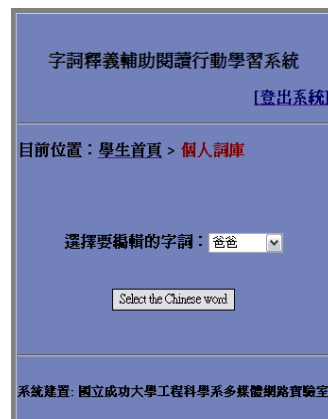 字詞釋義輔助閱讀行動學習系統
[登出系統]
目前位置：學生首頁 > 個人詞庫
選擇要編輯的字詞：爸爸
Select the Chinese word
系統建置: 國立成功大學工程科學系多媒體網路實驗室